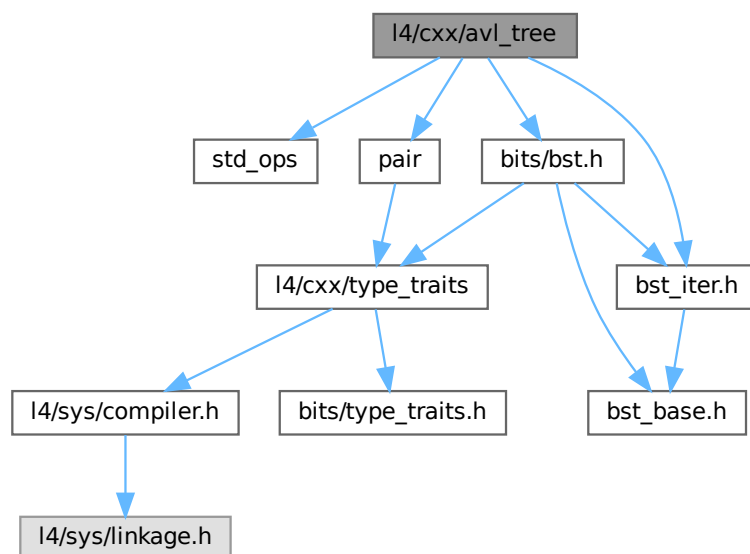 l4/cxx/avl_tree
std_ops
pair
bits/bst.h
l4/cxx/type_traits
bst_iter.h
l4/sys/compiler.h
bits/type_traits.h
bst_base.h
l4/sys/linkage.h